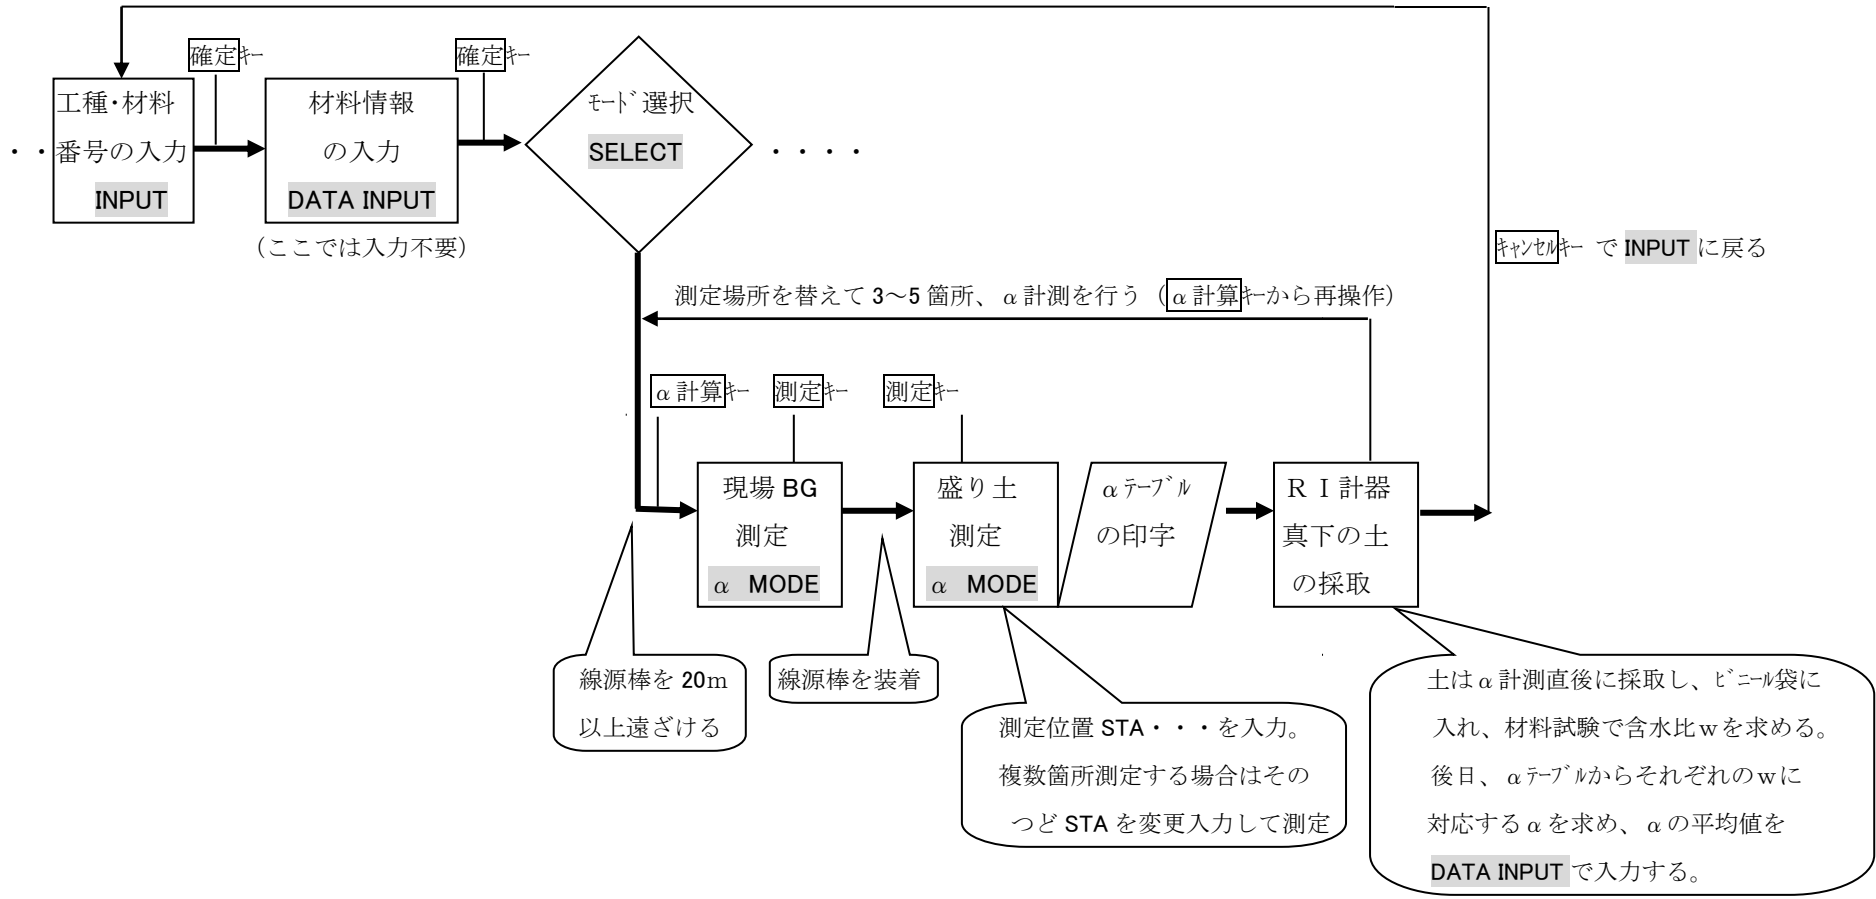 確定ｷｰ
確定ｷｰ
・・
工種･材料
番号の入力
INPUT
材料情報
の入力
DATA INPUT
（ここでは入力不要）
ﾓｰﾄﾞ選択
SELECT
・・・・
ｷｬﾝｾﾙｷｰ で INPUT に戻る
測定場所を替えて 3～5 箇所、α計測を行う（α計算ｷｰから再操作）
α計算ｷｰ
測定ｷｰ
測定ｷｰ
現場 BG
測定
α MODE
盛り土
測定
α MODE
αﾃｰﾌﾞﾙ
の印字
ＲＩ計器
真下の土
の採取
線源棒を 20ｍ
以上遠ざける
線源棒を装着
測定位置 STA・・・を入力。
複数箇所測定する場合はその
つど STA を変更入力して測定
土はα計測直後に採取し、ﾋﾞﾆｰﾙ袋に
入れ、材料試験で含水比ｗを求める。
後日、αﾃｰﾌﾞﾙからそれぞれのｗに
対応するαを求め、αの平均値を
DATA INPUT で入力する。